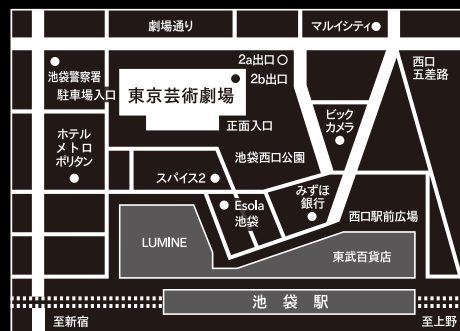 劇場通り
マルイシティ
2a出口
2b出口
西口
五差路
池袋警察署
駐車場入口
東京芸術劇場
正面入口
ビック
カメラ
ホテル
メトロ
ポリタン
池袋西口公園
スパイス2
みずほ
銀行
Esola
池袋
西口駅前広場
LUMINE
東武百貨店
池袋駅
至新宿
至上野